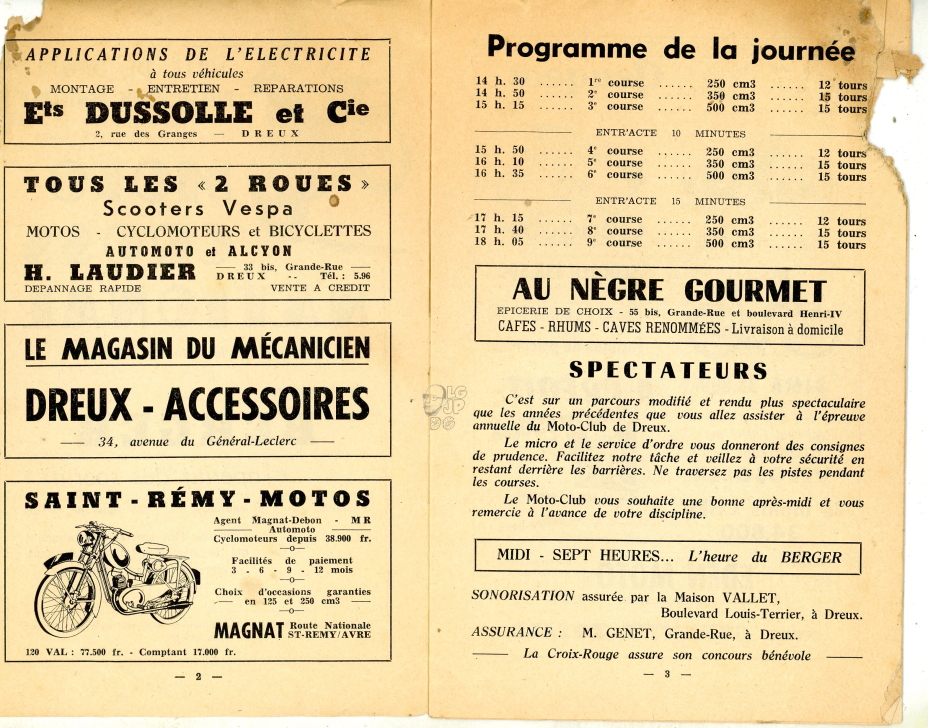 APPLICATIONS DE L'ELECTRICITE
à tous véhicules
MONTAGE - ENTRETIEN - REPARATIONS
Ets DUSSOLLE et Cie
2, rue des Granges — DREUX
TOUS LES « 2 ROUES »
Scooters Vespa
MOTOS - CYCLOMOTEURS et BICYCLETTES
AUTOMOTO et ALCYON
H. LAUDIER
33 bis, Grande-Rue
DREUX -- Tél. : 5.96
DEPANNAGE RAPIDE VENTE A CREDIT
LE MAGASIN DU MÉCANICIEN
DREUX - ACCESSOIRES
34, avenue du Général-Leclerc
SAINT - RÉMY - MOTOS
Agent Magnat-Debon - MR
Automoto
Cyclomoteurs depuis 38.900 fr.
—o—
Facilités de paiement
3 - 6 - 9 - 12 mois
—o—
Choix d'occasions garanties
en 125 et 250 cm3
—o—
MAGNAT Route Nationale
ST-REMY/AVRE
120 VAL : 77.500 fr. - Comptant 17.000 fr.
— 2 —
Programme de la journée
14 h. 30 ...... 1re course ...... 250 cm3 ...... 12 tours
14 h. 50 ...... 2e course ...... 350 cm3 ...... 15 tours
15 h. 15 ...... 3e course ...... 500 cm3 ...... 15 tours
ENTR'ACTE 10 MINUTES
15 h. 50 ...... 4e course ...... 250 cm3 ...... 12 tours
16 h. 10 ...... 5e course ...... 350 cm3 ...... 15 tours
16 h. 35 ...... 6e course ...... 500 cm3 ...... 15 tours
ENTR'ACTE 15 MINUTES
17 h. 15 ...... 7e course ...... 250 cm3 ...... 12 tours
17 h. 40 ...... 8e course ...... 350 cm3 ...... 15 tours
18 h. 05 ...... 9e course ...... 500 cm3 ...... 15 tours
AU NÈGRE GOURMET
EPICERIE DE CHOIX - 55 bis, Grande-Rue et boulevard Henri-IV
CAFES - RHUMS - CAVES RENOMMÉES - Livraison à domicile
SPECTATEURS
C'est sur un parcours modifié et rendu plus spectaculaire
que les années précédentes que vous allez assister à l'épreuve
annuelle du Moto-Club de Dreux.
Le micro et le service d'ordre vous donneront des consignes
de prudence. Facilitez notre tâche et veillez à votre sécurité en
restant derrière les barrières. Ne traversez pas les pistes pendant
les courses.
Le Moto-Club vous souhaite une bonne après-midi et vous
remercie à l'avance de votre discipline.
MIDI - SEPT HEURES... L'heure du BERGER
SONORISATION assurée par la Maison VALLET,
Boulevard Louis-Terrier, à Dreux.
ASSURANCE : M. GENET, Grande-Rue, à Dreux.
La Croix-Rouge assure son concours bénévole
— 3 —
LG
JP